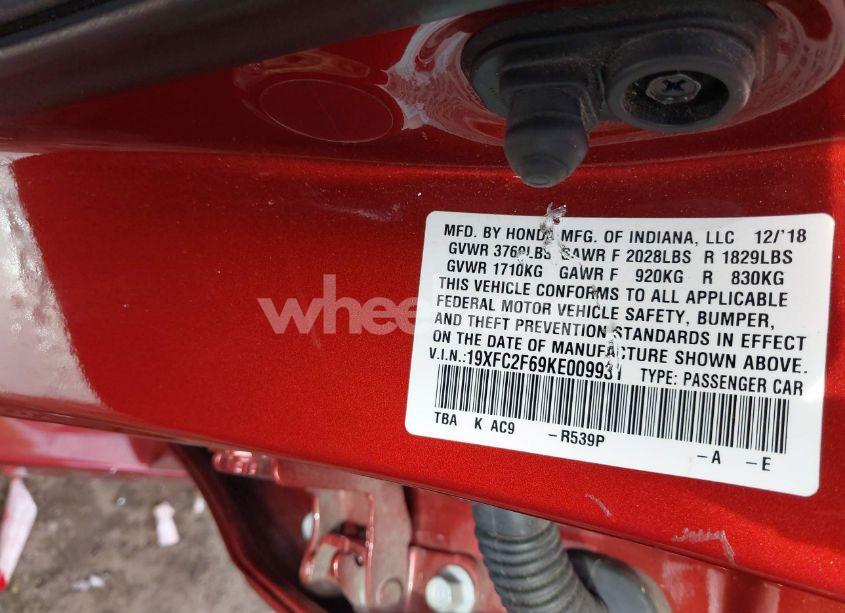 MFD. BY HONDA MFG. OF INDIANA, LLC 12/'18
GVWR 3769LBS GAWR F 2028LBS R 1829LBS
GVWR 1710KG GAWR F 920KG R 830KG
THIS VEHICLE CONFORMS TO ALL APPLICABLE
FEDERAL MOTOR VEHICLE SAFETY, BUMPER,
AND THEFT PREVENTION STANDARDS IN EFFECT
ON THE DATE OF MANUFACTURE SHOWN ABOVE.
V.I.N.:19XFC2F69KE009931 TYPE: PASSENGER CAR
TBA K AC9 -R539P -A -E